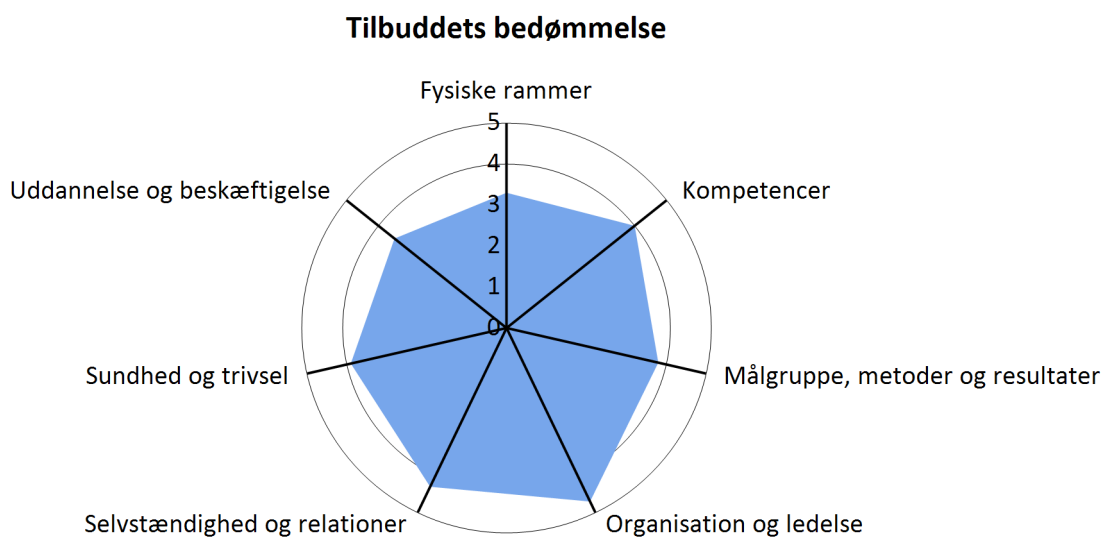 Tilbuddets bedømmelse
Fysiske rammer
5
4
3
2
1
0
Kompetencer
Målgruppe, metoder og resultater
Organisation og ledelse
Selvstændighed og relationer
Sundhed og trivsel
Uddannelse og beskæftigelse